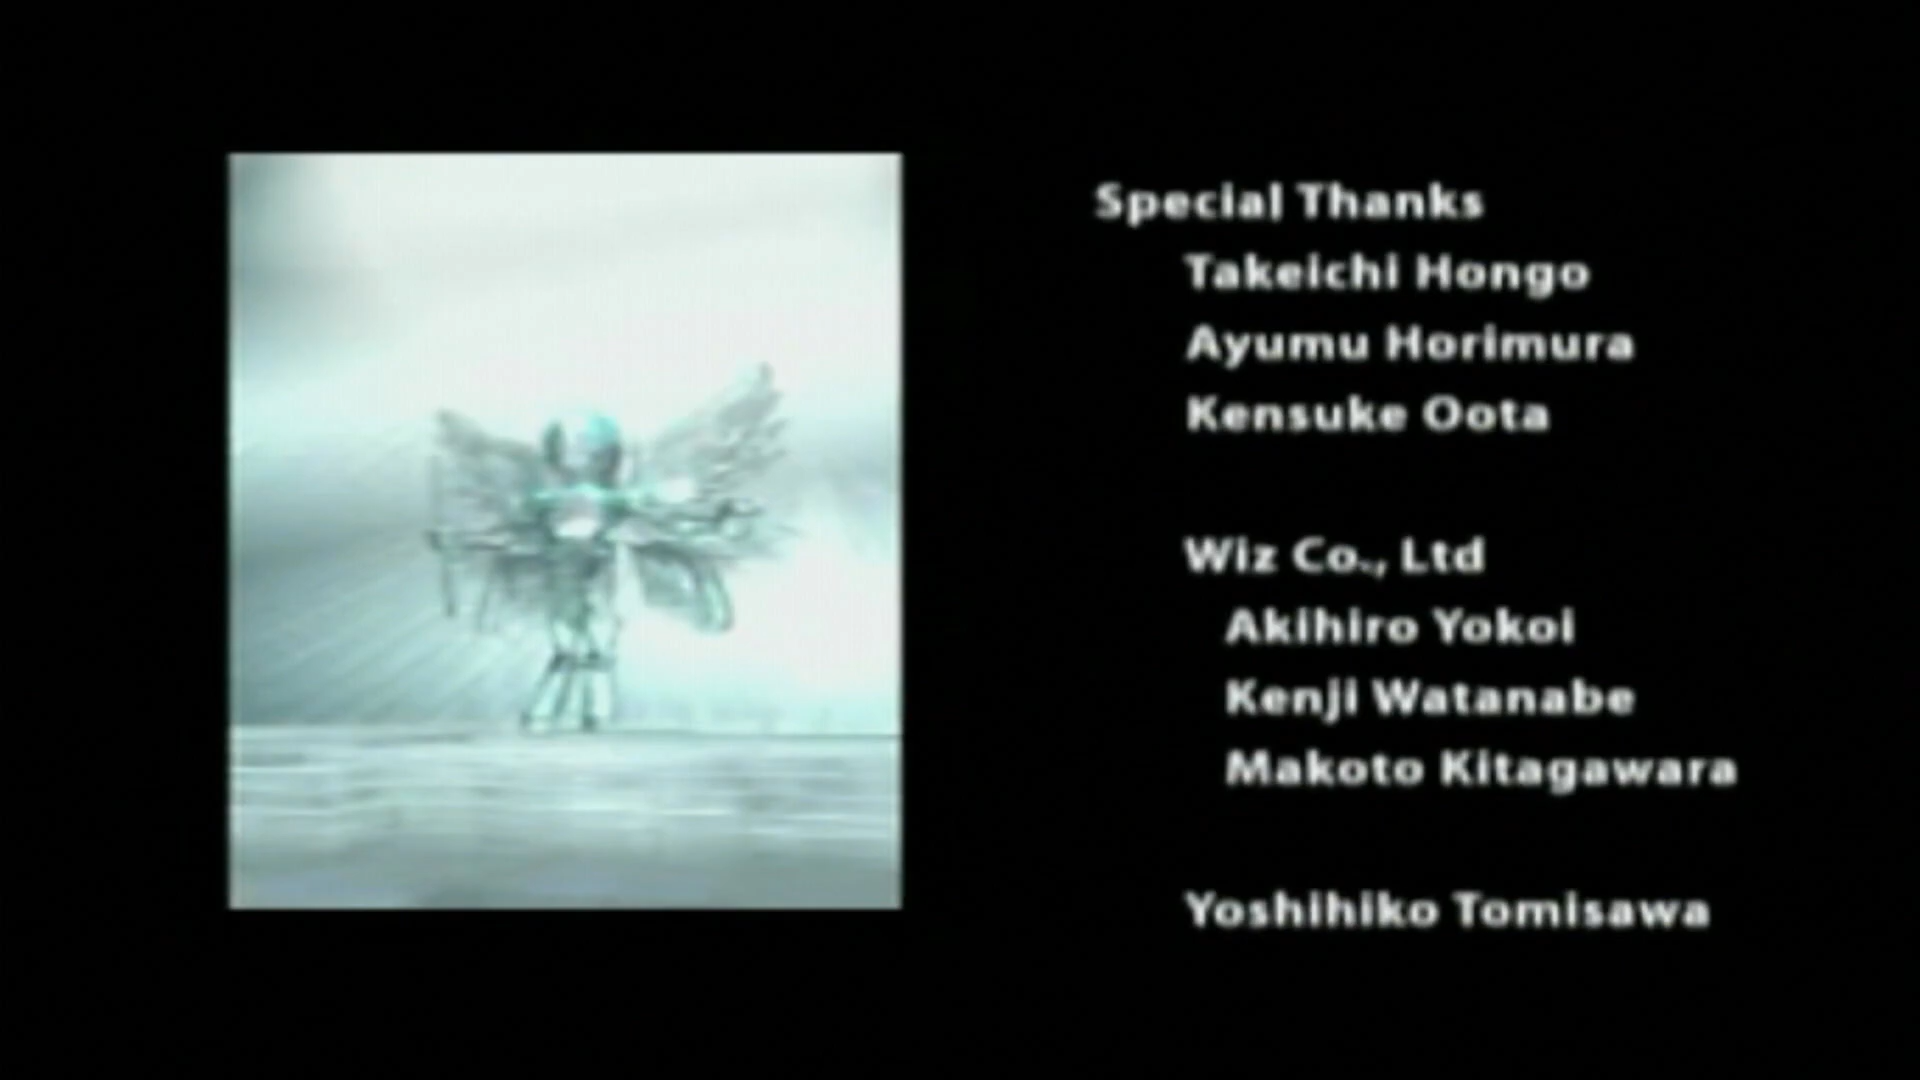 Special Thanks
Takeichi Hongo
Ayumu Horimura
Kensuke Oota
Wiz Co., Ltd
Akihiro Yokoi
Kenji Watanabe
Makoto Kitagawara
Yoshihiko Tomisawa